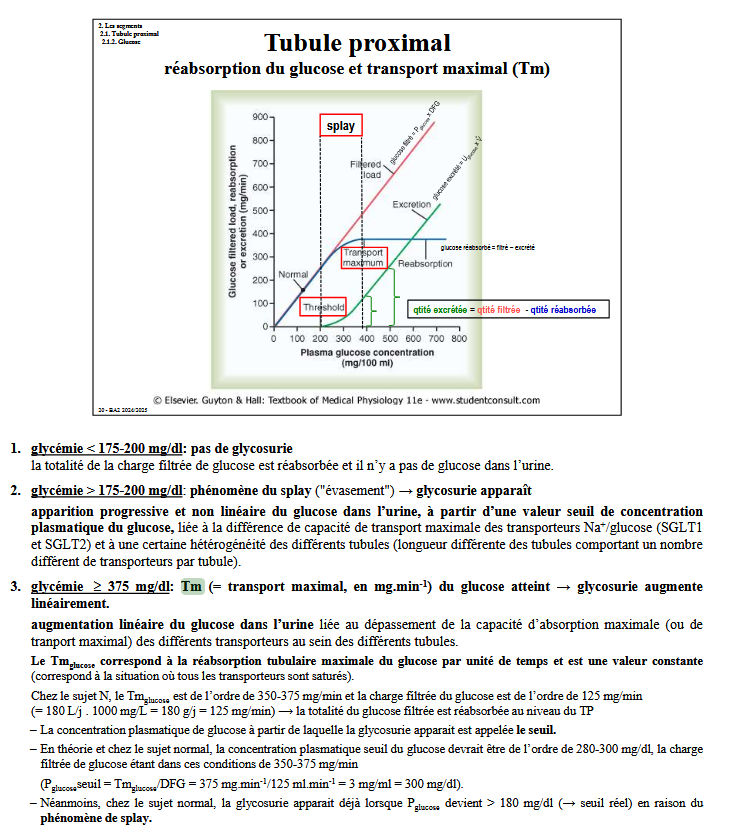 2. Les segments
2.1. Tubule proximal
2.1.2. Glucose
Tubule proximal
réabsorption du glucose et transport maximal (Tm)
Glucose filtered load, reabsorption
or excretion (mg/min)
900
800
700
600
500
400
300
200
100
0
splay
Filtered
load
glucose filtré = Pglucose x DFG
Excretion
glucose excrété = Uglucose x V̇
glucose réabsorbé = filtré – excrété
Transport
maximum
Reabsorption
Normal
Threshold
qtité excrétée = qtité filtrée - qtité réabsorbée
0 100 200 300 400 500 600 700 800
Plasma glucose concentration
(mg/100 ml)
© Elsevier. Guyton & Hall: Textbook of Medical Physiology 11e - www.studentconsult.com
20 - BA2 2024/2025
1. glycémie < 175-200 mg/dl: pas de glycosurie
la totalité de la charge filtrée de glucose est réabsorbée et il n’y a pas de glucose dans l’urine.
2. glycémie > 175-200 mg/dl: phénomène du splay ("évasement") → glycosurie apparaît
apparition progressive et non linéaire du glucose dans l’urine, à partir d’une valeur seuil de concentration
plasmatique du glucose, liée à la différence de capacité de transport maximale des transporteurs Na⁺/glucose (SGLT1
et SGLT2) et à une certaine hétérogénéité des différents tubules (longueur différente des tubules comportant un nombre
différent de transporteurs par tubule).
3. glycémie ≥ 375 mg/dl: Tm (= transport maximal, en mg.min⁻¹) du glucose atteint → glycosurie augmente
linéairement.
augmentation linéaire du glucose dans l’urine liée au dépassement de la capacité d’absorption maximale (ou de
tranport maximal) des différents transporteurs au sein des différents tubules.
Le Tmglucose correspond à la réabsorption tubulaire maximale du glucose par unité de temps et est une valeur constante
(correspond à la situation où tous les transporteurs sont saturés).
Chez le sujet N, le Tmglucose est de l’ordre de 350-375 mg/min et la charge filtrée du glucose est de l’ordre de 125 mg/min
(= 180 L/j . 1000 mg/L = 180 g/j = 125 mg/min) → la totalité du glucose filtrée est réabsorbée au niveau du TP
– La concentration plasmatique de glucose à partir de laquelle la glycosurie apparait est appelée le seuil.
– En théorie et chez le sujet normal, la concentration plasmatique seuil du glucose devrait être de l’ordre de 280-300 mg/dl, la charge
filtrée de glucose étant dans ces conditions de 350-375 mg/min
(Pglucoseseuil = Tmglucose/DFG = 375 mg.min⁻¹/125 ml.min⁻¹ = 3 mg/ml = 300 mg/dl).
– Néanmoins, chez le sujet normal, la glycosurie apparait déjà lorsque Pglucose devient > 180 mg/dl (→ seuil réel) en raison du
phénomène de splay.